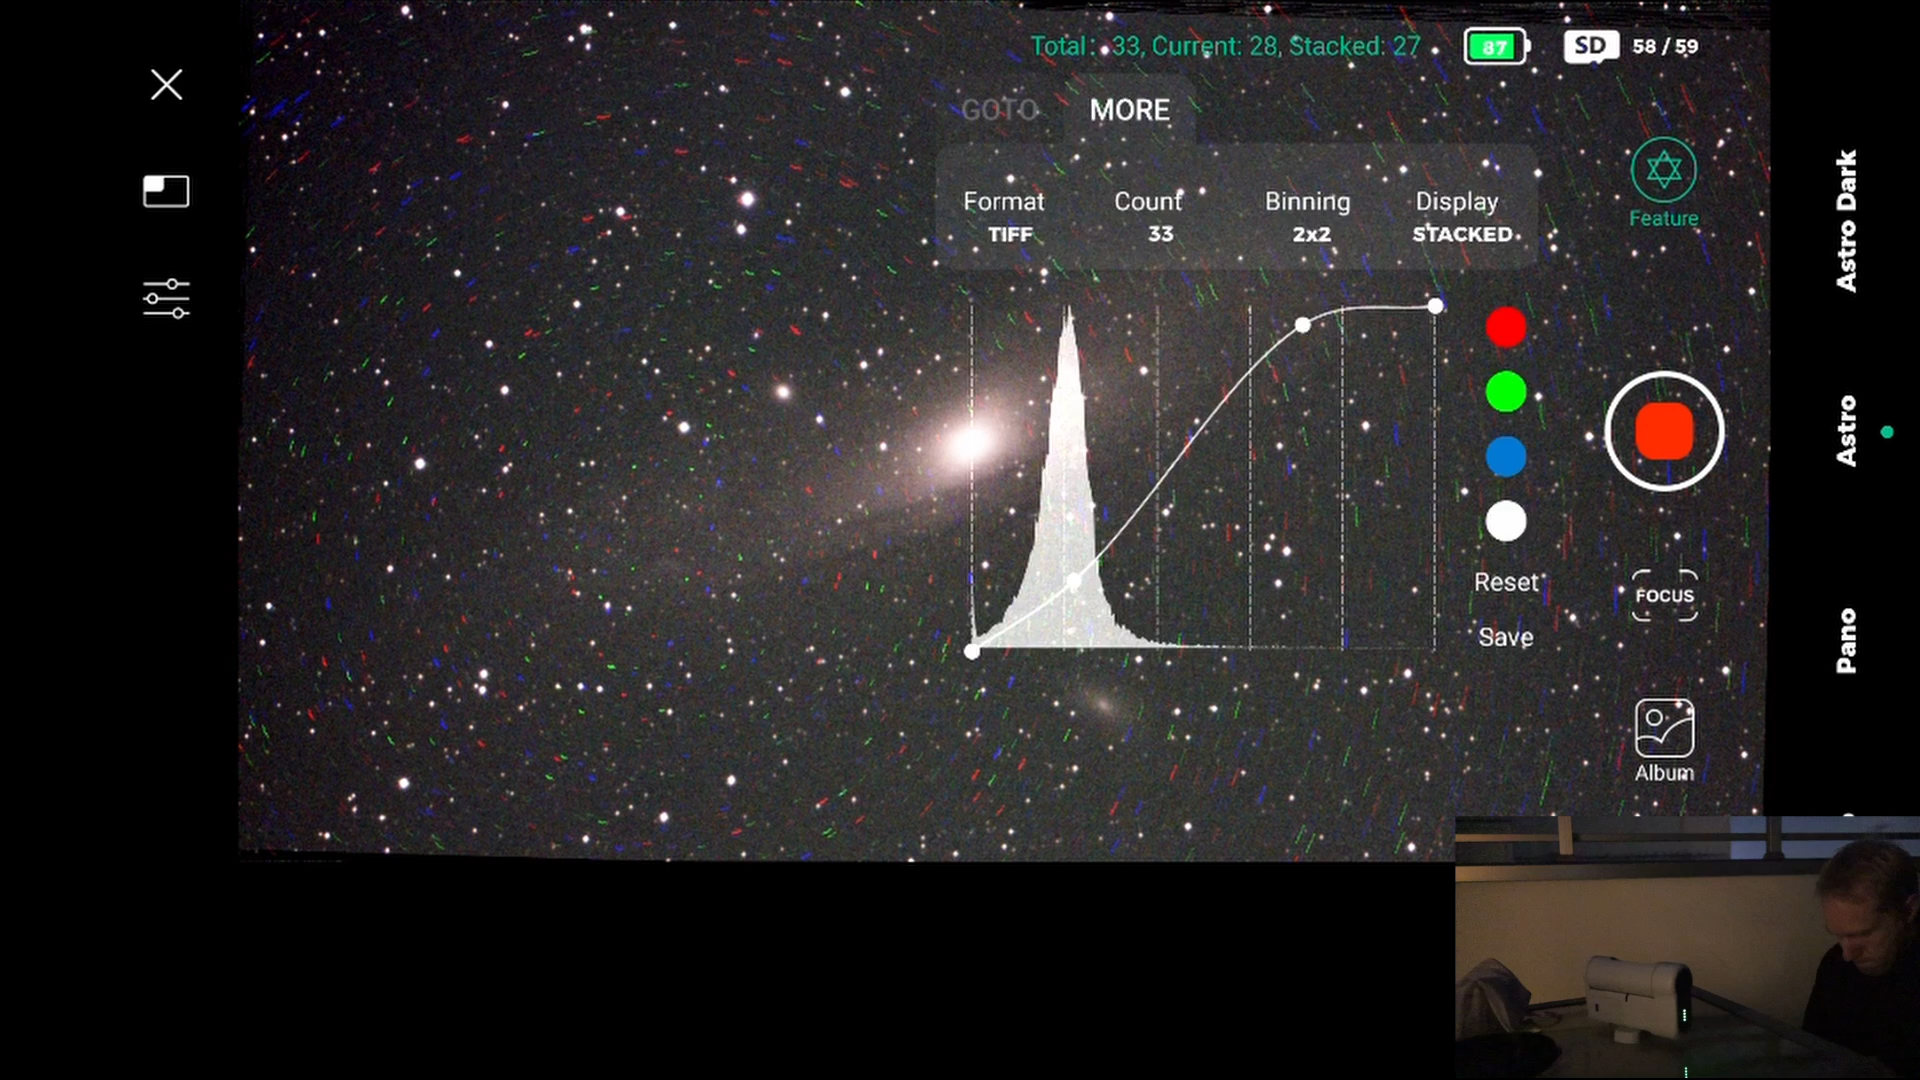 Total: 33, Current: 28, Stacked: 27
87
SD
58 / 59
GOTO
MORE
Format
Count
Binning
Display
TIFF
33
2x2
STACKED
Feature
Astro Dark
Astro
Pano
Reset
Save
FOCUS
Album